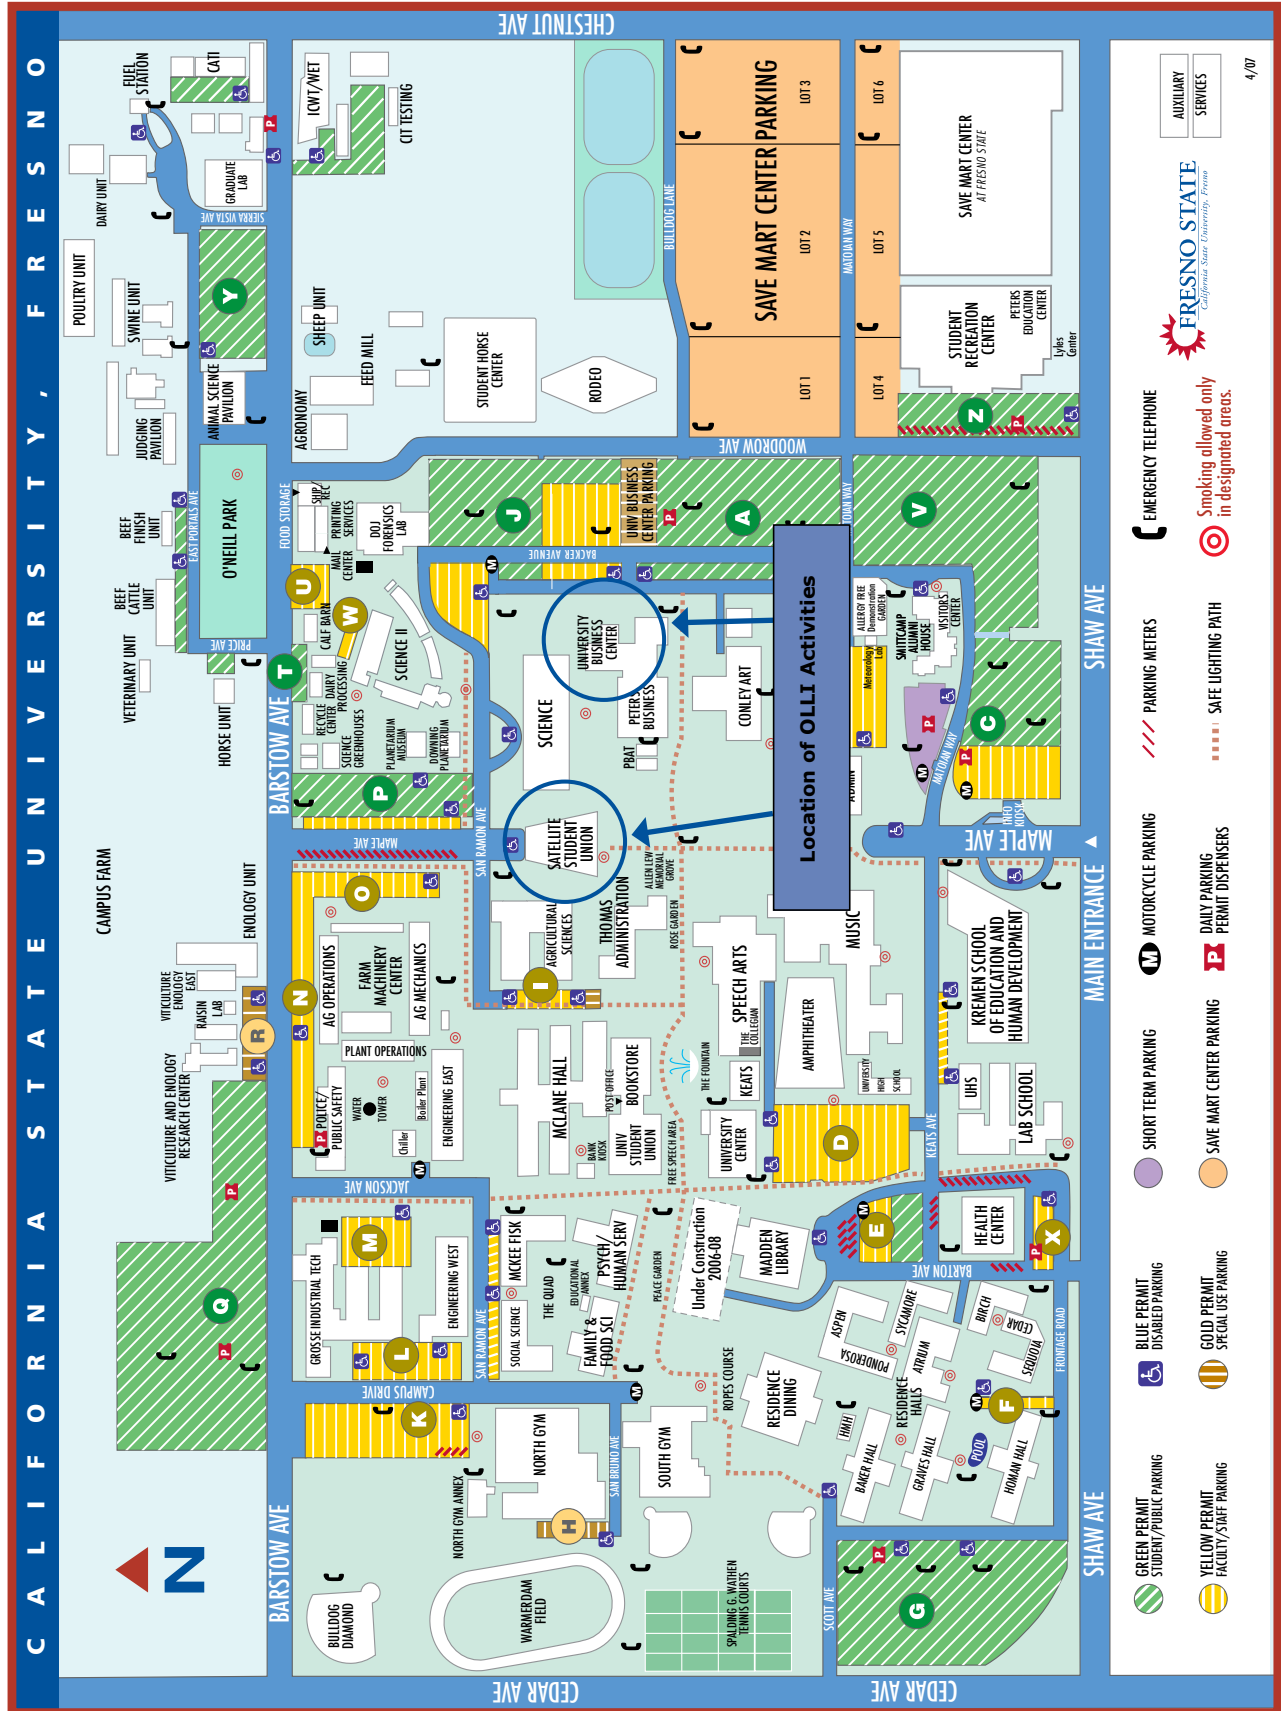 CALIFORNIA STATE UNIVERSITY, FRESNO
N
CAMPUS FARM
CHESTNUT AVE
BARSTOW AVE
BARSTOW AVE
CEDAR AVE
CEDAR AVE
SHAW AVE
SHAW AVE
MAPLE AVE
MAIN ENTRANCE
VITICULTURE AND ENOLOGY
RESEARCH CENTER
RAISIN
LAB
VITICULTURE
ENOLOGY
EAST
ENOLOGY UNIT
Q
R
HORSE UNIT
VETERINARY UNIT
BEEF
CATTLE
UNIT
BEEF
FINISH
UNIT
PRICE AVE
EAST PORTALS AVE
O'NEILL PARK
JUDGING
PAVILION
ANIMAL SCIENCE
PAVILION
SWINE UNIT
POULTRY UNIT
Y
SIERRA VISTA AVE
DAIRY UNIT
GRADUATE
LAB
FUEL
STATION
CATI
ICWT/WET
CIT TESTING
BULLDOG
DIAMOND
WARMERDAM
FIELD
NORTH GYM ANNEX
NORTH GYM
H
SAN BRUNO AVE
SOUTH GYM
SPALDING G. WATHEN
TENNIS COURTS
K
CAMPUS DRIVE
GROSSE INDUSTRIAL TECH
L
M
ENGINEERING WEST
SAN RAMON AVE
JACKSON AVE
SOCIAL SCIENCE
MCKEE FISK
THE QUAD
EDUCATIONAL
ANNEX
FAMILY &
FOOD SCI
PSYCH/
HUMAN SERV
PEACE GARDEN
POLICE/
PUBLIC SAFETY
WATER
TOWER
Chiller
Boiler Plant
ENGINEERING EAST
PLANT OPERATIONS
N
AG OPERATIONS
FARM
MACHINERY
CENTER
AG MECHANICS
O
MAPLE AVE
P
SAN RAMON AVE
MCLANE HALL
POST-OFFICE
BOOKSTORE
BANK
KIOSK
UNIV
STUDENT
UNION
FREE SPEECH AREA
THE FOUNTAIN
I
AGRICULTURAL
SCIENCES
THOMAS
ADMINISTRATION
ROSE GARDEN
ALLEN LEW
MEMORIAL
GROVE
SATELLITE
STUDENT
UNION
SCIENCE
PBAT
PETERS
BUSINESS
UNIVERSITY
BUSINESS
CENTER
T
RECYCLE
CENTER
SCIENCE
GREENHOUSES
DAIRY
PROCESSING
PLANETARIUM
MUSEUM
DOWNING
PLANETARIUM
CALF BARN
W
U
SCIENCE II
FOOD STORAGE
MAIL
CENTER
PRINTING
SERVICES
SHIP/
REC
DOJ
FORENSICS
LAB
AGRONOMY
FEED MILL
SHEEP UNIT
STUDENT HORSE
CENTER
RODEO
J
UNIV BUSINESS
CENTER PARKING
A
BACKER AVENUE
WOODROW AVE
BULLDOG LANE
SAVE MART CENTER PARKING
LOT 1
LOT 2
LOT 3
LOT 4
LOT 5
LOT 6
MATOIAN WAY
SAVE MART CENTER
AT FRESNO STATE
STUDENT
RECREATION
CENTER
PETERS
EDUCATION
CENTER
Lyles
Center
Z
V
Location of OLLI Activities
CONLEY ART
ADMIN
Meteorology
Lab
ALLERGY FREE
Demonstration
GARDEN
SMITTCAMP
ALUMNI
HOUSE
VISITORS
CENTER
C
MATOIAN WAY
INFO
KIOSK
SPEECH ARTS
THE
COLLEGIAN
KEATS
UNIVERSITY
CENTER
AMPHITHEATER
MUSIC
UNIVERSITY
HIGH
SCHOOL
D
KEATS AVE
UHS
LAB SCHOOL
KREMEN SCHOOL
OF EDUCATION AND
HUMAN DEVELOPMENT
Under Construction
2006-08
MADDEN
LIBRARY
E
BARTON AVE
HEALTH
CENTER
X
FRONTAGE ROAD
ROPES COURSE
RESIDENCE
DINING
ASPEN
PONDEROSA
SYCAMORE
ATRIUM
BIRCH
CEDAR
SEQUOIA
RESIDENCE
HALLS
HMH
BAKER HALL
GRAVES HALL
POOL
HOMAN HALL
F
SCOTT AVE
G
GREEN PERMIT
STUDENT/PUBLIC PARKING
YELLOW PERMIT
FACULTY/STAFF PARKING
BLUE PERMIT
DISABLED PARKING
GOLD PERMIT
SPECIAL USE PARKING
SHORT TERM PARKING
SAVE MART CENTER PARKING
M MOTORCYCLE PARKING
P DAILY PARKING
PERMIT DISPENSERS
PARKING METERS
SAFE LIGHTING PATH
EMERGENCY TELEPHONE
Smoking allowed only
in designated areas.
FRESNO STATE
California State University, Fresno
AUXILIARY
SERVICES
4/07